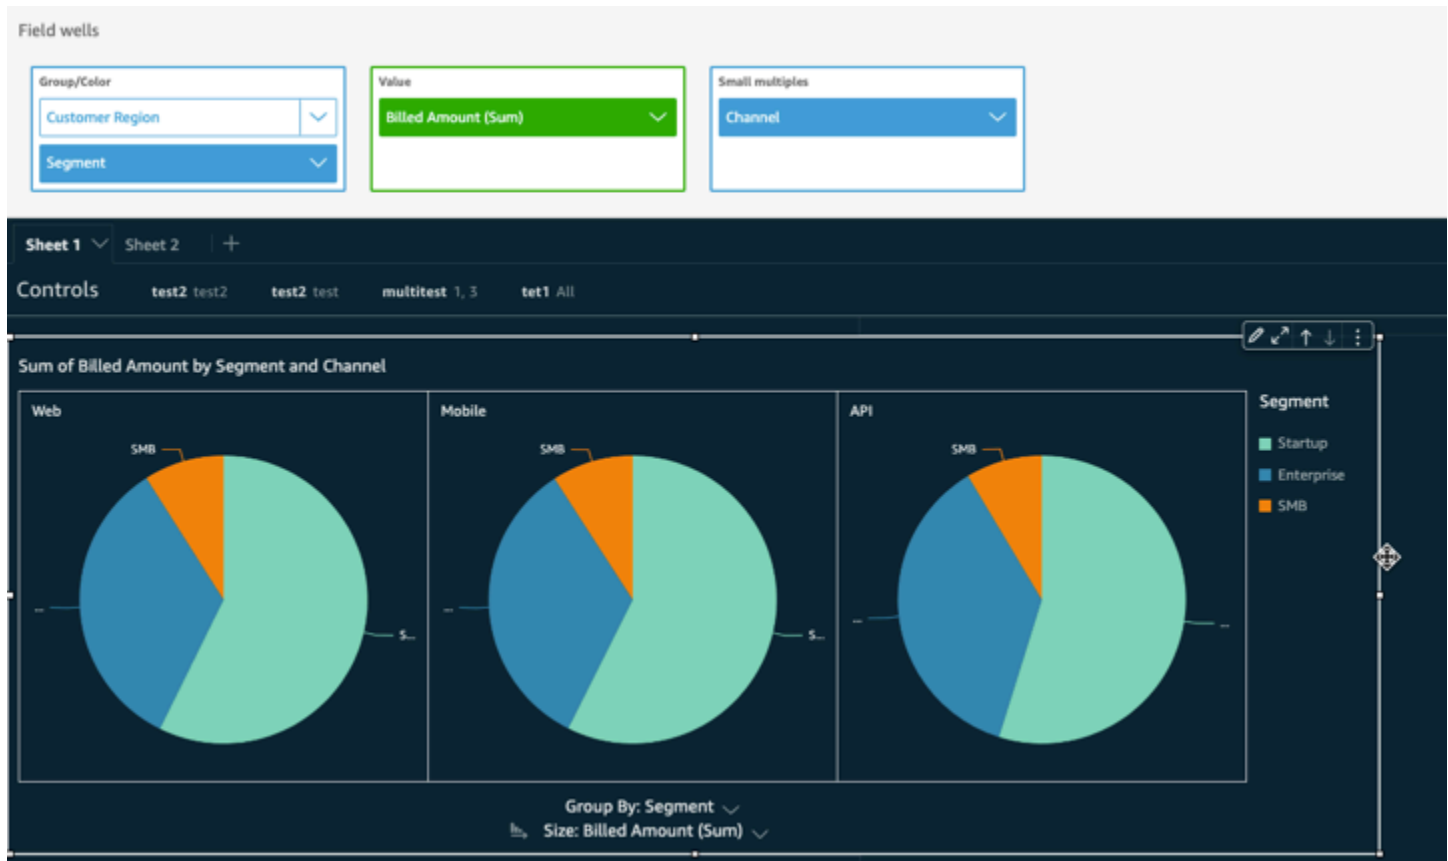 Field wells
Group/Color
Value
Small multiples
Customer Region
Billed Amount (Sum)
Channel
Segment
Sheet 1
Sheet 2
Controls
test2 test2
test2 test
multitest 1, 3
tet1 All
Sum of Billed Amount by Segment and Channel
Web
Mobile
API
Segment
SMB
SMB
SMB
Startup
Enterprise
SMB
...
S...
...
S...
...
...
Group By: Segment
Size: Billed Amount (Sum)